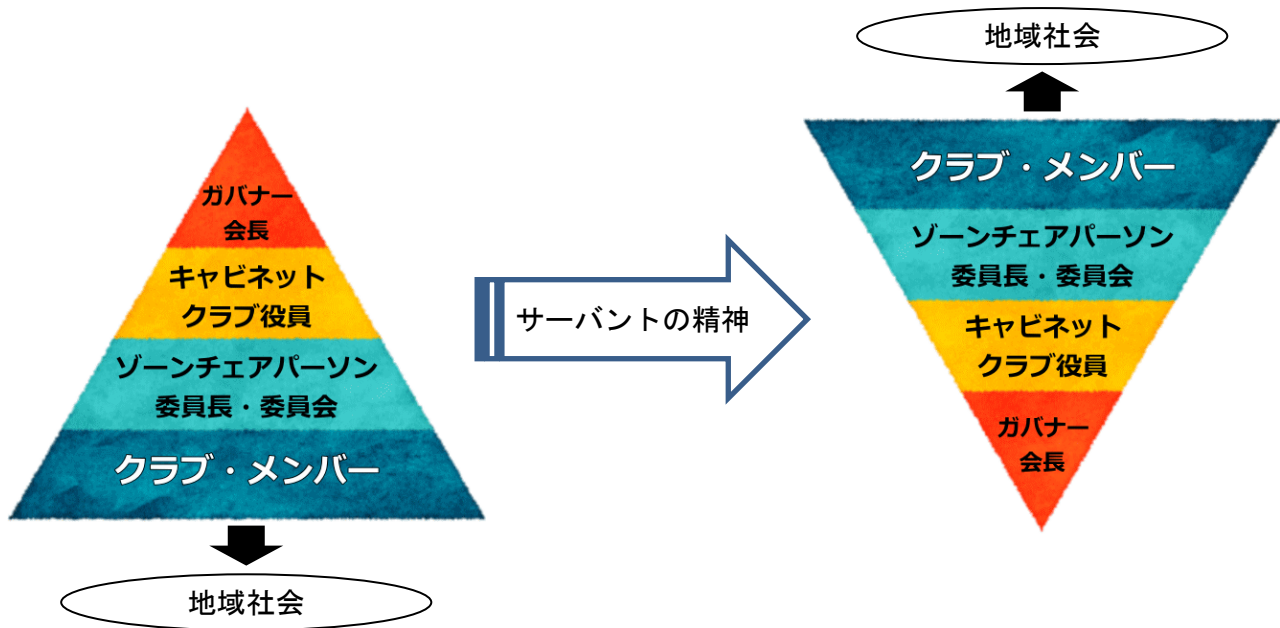 ガバナー
会長
キャビネット
クラブ役員
ゾーンチェアパーソン
委員長・委員会
クラブ・メンバー
地域社会
サーバントの精神
地域社会
クラブ・メンバー
ゾーンチェアパーソン
委員長・委員会
キャビネット
クラブ役員
ガバナー
会長